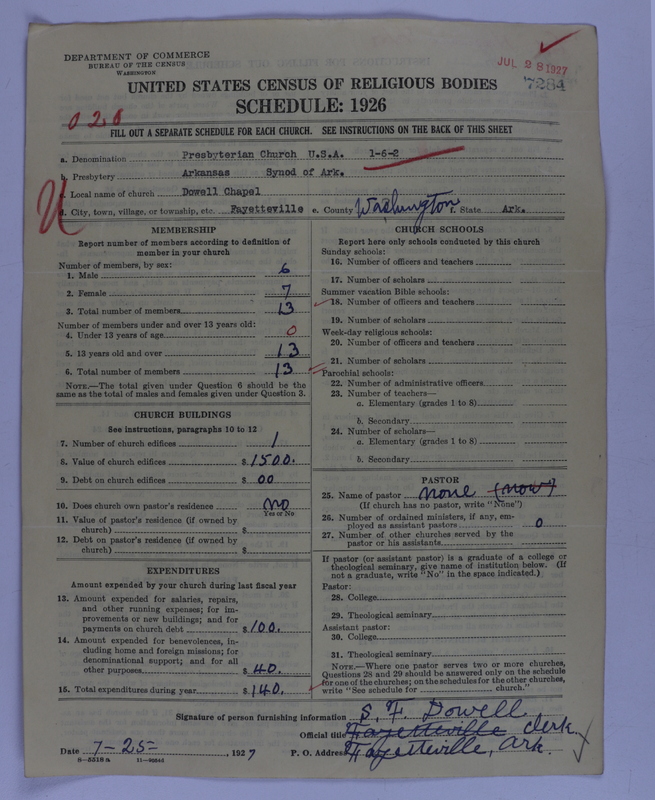 DEPARTMENT OF COMMERCE
BUREAU OF THE CENSUS
WASHINGTON
JUL 28 1927
7284
UNITED STATES CENSUS OF RELIGIOUS BODIES
SCHEDULE: 1926
020
FILL OUT A SEPARATE SCHEDULE FOR EACH CHURCH. SEE INSTRUCTIONS ON THE BACK OF THIS SHEET
a. Denomination Presbyterian Church U.S.A. 1-6-2
b. Presbytery Arkansas Synod of Ark.
c. Local name of church Dowell Chapel
d. City, town, village, or township, etc. Fayetteville e. County Washington f. State Ark.
MEMBERSHIP
Report number of members according to definition of
member in your church
Number of members, by sex:
1. Male 6
2. Female 7
3. Total number of members 13
Number of members under and over 13 years old:
4. Under 13 years of age 0
5. 13 years old and over 13
6. Total number of members 13
NOTE.—The total given under Question 6 should be the
same as the total of males and females given under Question 3.
CHURCH BUILDINGS
See instructions, paragraphs 10 to 12
7. Number of church edifices 1
8. Value of church edifices $1500.
9. Debt on church edifices $00
10. Does church own pastor's residence No
Yes or No
11. Value of pastor's residence (if owned by
church) $
12. Debt on pastor's residence (if owned by
church) $
EXPENDITURES
Amount expended by your church during last fiscal year
13. Amount expended for salaries, repairs,
and other running expenses; for im-
provements or new buildings; and for
payments on church debt $100.
14. Amount expended for benevolences, in-
cluding home and foreign missions; for
denominational support; and for all
other purposes $40.
15. Total expenditures during year $140.
CHURCH SCHOOLS
Report here only schools conducted by this church
Sunday schools:
16. Number of officers and teachers
17. Number of scholars
Summer vacation Bible schools:
18. Number of officers and teachers
19. Number of scholars
Week-day religious schools:
20. Number of officers and teachers
21. Number of scholars
Parochial schools:
22. Number of administrative officers
23. Number of teachers—
a. Elementary (grades 1 to 8)
b. Secondary
24. Number of scholars—
a. Elementary (grades 1 to 8)
b. Secondary
PASTOR
25. Name of pastor none (now)
(If church has no pastor, write "None")
26. Number of ordained ministers, if any, em-
ployed as assistant pastors 0
27. Number of other churches served by the
pastor or his assistants
If pastor (or assistant pastor) is a graduate of a college or
theological seminary, give name of institution below. (If
not a graduate, write "No" in the space indicated.)
Pastor:
28. College
29. Theological seminary
Assistant pastor:
30. College
31. Theological seminary
NOTE.—Where one pastor serves two or more churches,
Questions 28 and 29 should be answered only on the schedule
for one of the churches; on the schedules for the other churches,
write "See schedule for church."
Signature of person furnishing information S. F. Dowell
Official title Fayetteville Clerk
Date 7-25-, 1927 P. O. Address Fayetteville, Ark.
8-5518a